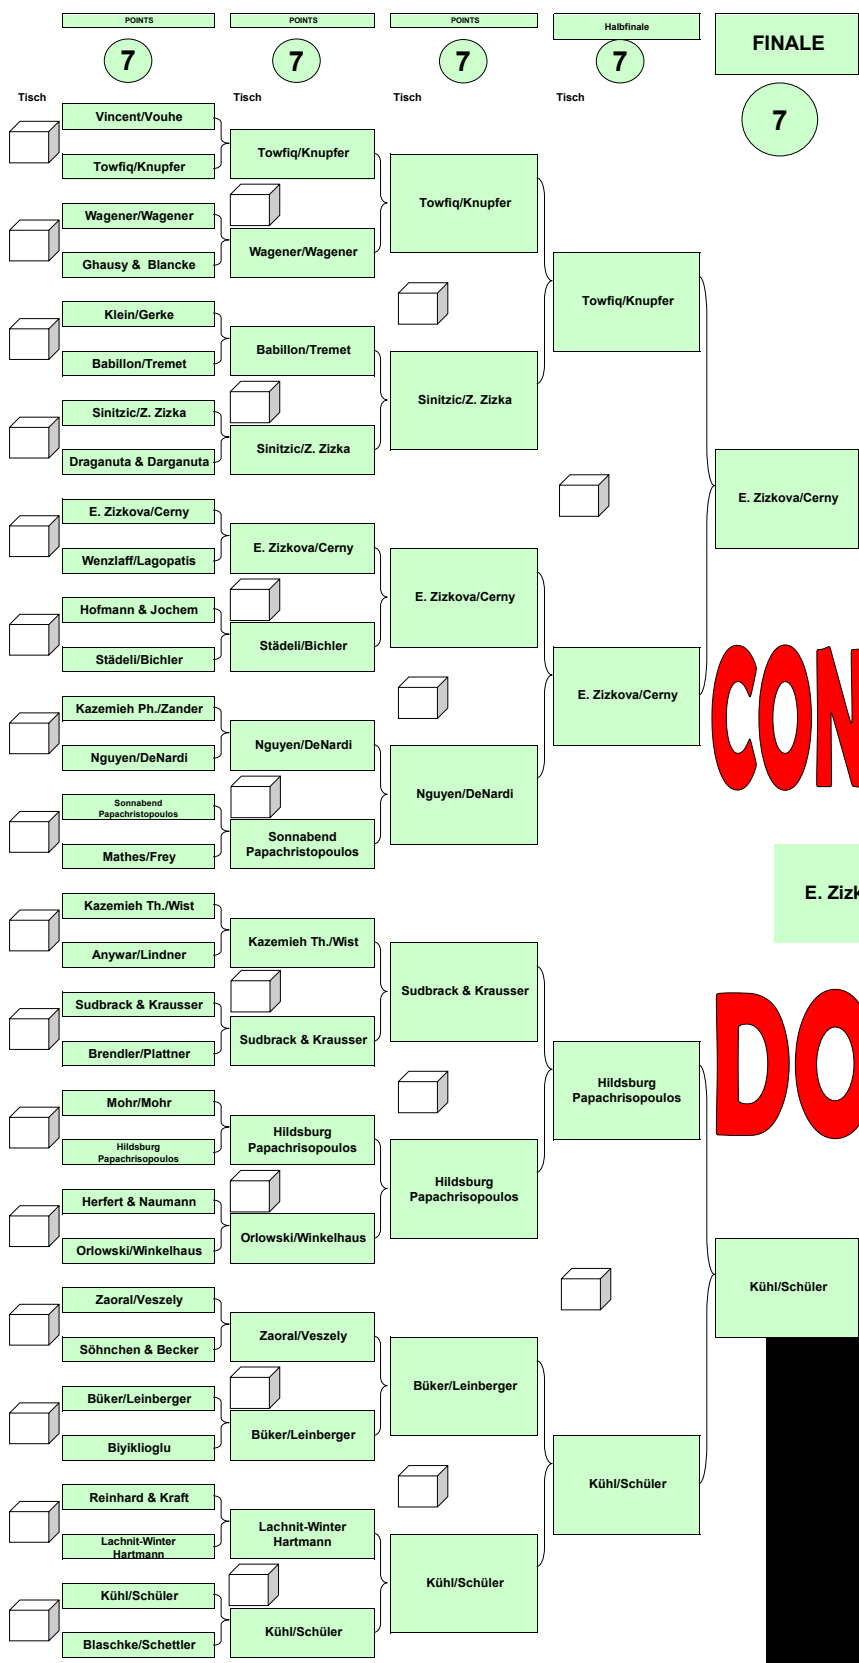 POINTS
POINTS
POINTS
Halbfinale
FINALE
7
7
7
7
7
Tisch
Tisch
Tisch
Tisch
Vincent/Vouhe
Towfiq/Knupfer
Wagener/Wagener
Ghausy & Blancke
Klein/Gerke
Babillon/Tremet
Sinitzic/Z. Zizka
Draganuta & Darganuta
E. Zizkova/Cerny
Wenzlaff/Lagopatis
Hofmann & Jochem
Städeli/Bichler
Kazemieh Ph./Zander
Nguyen/DeNardi
Sonnabend
Papachristopoulos
Mathes/Frey
Kazemieh Th./Wist
Anywar/Lindner
Sudbrack & Krausser
Brendler/Plattner
Mohr/Mohr
Hildsburg
Papachrisopoulos
Herfert & Naumann
Orlowski/Winkelhaus
Zaoral/Veszely
Söhnchen & Becker
Büker/Leinberger
Biyiklioglu
Reinhard & Kraft
Lachnit-Winter
Hartmann
Kühl/Schüler
Blaschke/Schettler
Towfiq/Knupfer
Wagener/Wagener
Babillon/Tremet
Sinitzic/Z. Zizka
E. Zizkova/Cerny
Städeli/Bichler
Nguyen/DeNardi
Sonnabend
Papachristopoulos
Kazemieh Th./Wist
Sudbrack & Krausser
Hildsburg
Papachrisopoulos
Orlowski/Winkelhaus
Zaoral/Veszely
Büker/Leinberger
Lachnit-Winter
Hartmann
Kühl/Schüler
Towfiq/Knupfer
Sinitzic/Z. Zizka
E. Zizkova/Cerny
Nguyen/DeNardi
Sudbrack & Krausser
Hildsburg
Papachrisopoulos
Büker/Leinberger
Kühl/Schüler
Towfiq/Knupfer
E. Zizkova/Cerny
Hildsburg
Papachrisopoulos
Kühl/Schüler
E. Zizkova/Cerny
CON
E. Zizk
DO
Kühl/Schüler